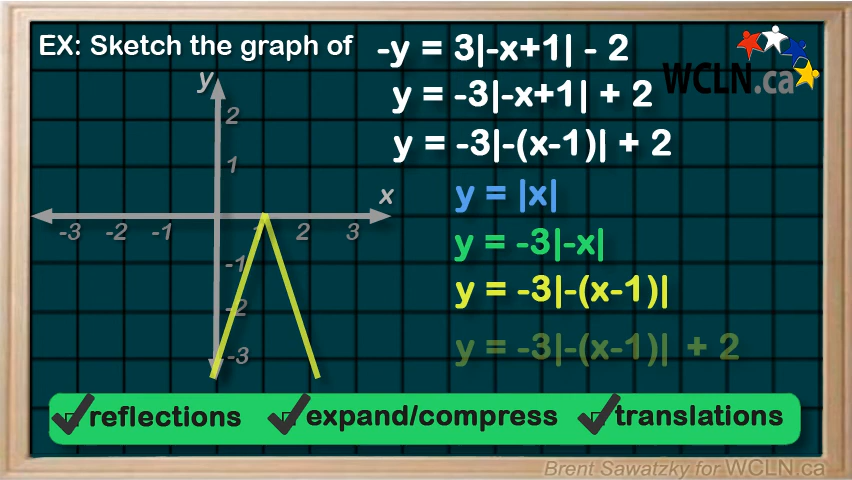 EX: Sketch the graph of -y = 3|-x+1| - 2
WCLN.ca
y = -3|-x+1| + 2
y = -3|-(x-1)| + 2
y = |x|
y = -3|-x|
y = -3|-(x-1)|
y = -3|-(x-1)| + 2
y
2
1
x
-3 -2 -1 1 2 3
-1
-2
-3
reflections expand/compress translations
Brent Sawatzky for WCLN.ca